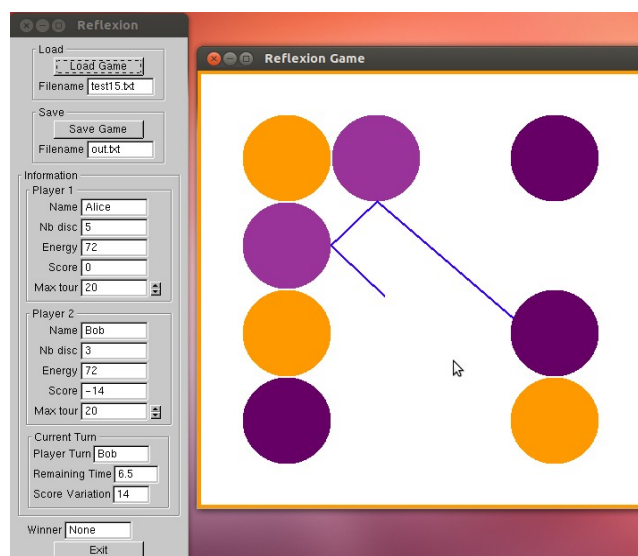 Reflexion
Load
Load Game
Filename test15.txt
Save
Save Game
Filename out.txt
Information
Player 1
Name Alice
Nb disc 5
Energy 72
Score 0
Max tour 20
Player 2
Name Bob
Nb disc 3
Energy 72
Score -14
Max tour 20
Current Turn
Player Turn Bob
Remaining Time 6.5
Score Variation 14
Winner None
Exit
Reflexion Game